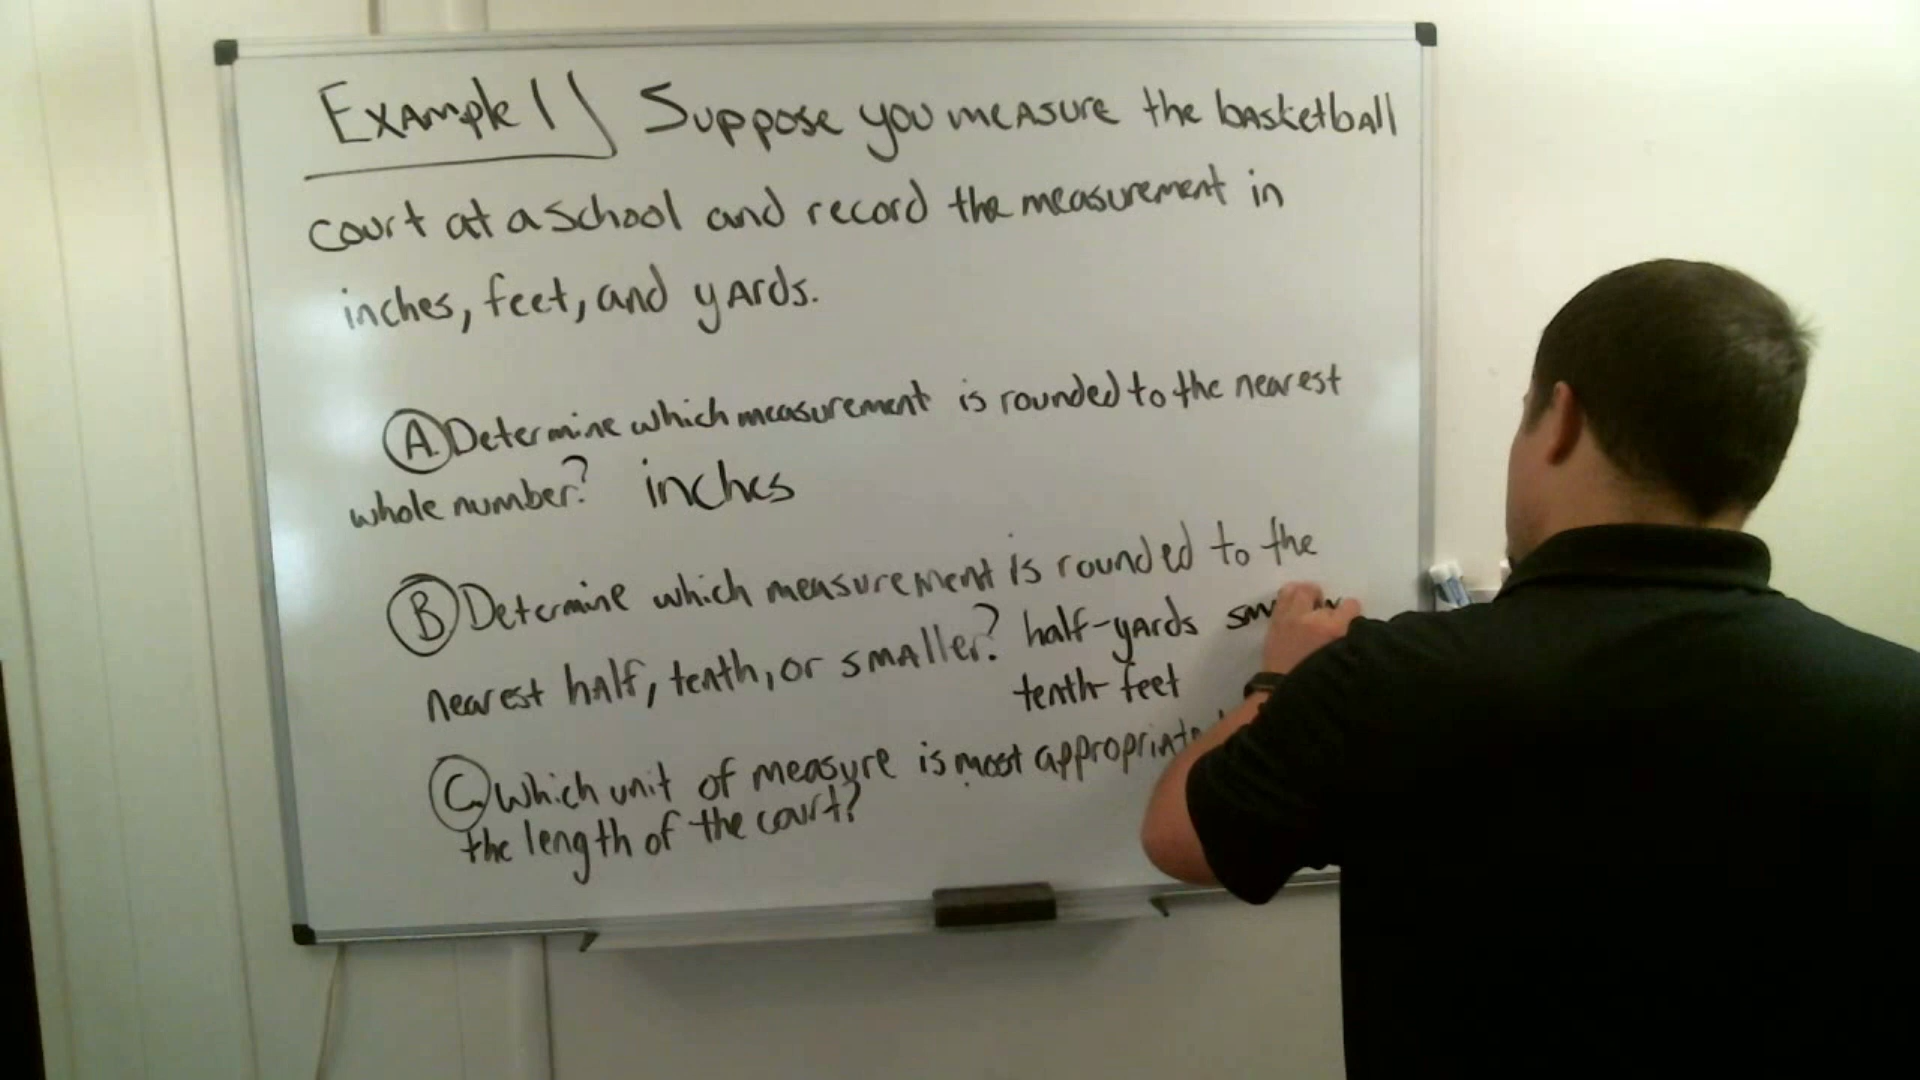 Example 1) Suppose you measure the basketball
court at a school and record the measurement in
inches, feet, and yards.
A. Determine which measurement is rounded to the nearest
whole number? inches
B Determine which measurement is rounded to the
nearest half, tenth, or smaller? half-yards
tenth-feet
C. Which unit of measure is most appropriate
the length of the court?